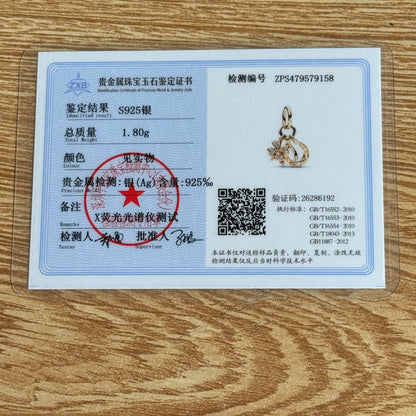 ZXB
贵金属珠宝玉石鉴定证书
Identification Certificate of Precious Metal & Jewelry Jade
检测编号 ZPS479579158
鉴定结果 S925银
Identified result
总质量 1.80g
Total Weight
颜色 见实物
Colour
贵金属检测:银(Ag)含量:925‰
备注 X荧光光谱仪测试
Remarks
检测人 批准人
Tester Supervisor
验证码:26286192
执行标准: GB/T16552-2010
GB/T16553-2010
GB/T16554-2010
GB/T18043-2013
GB11887-2012
本证书仅对送检样品负责、翻印、复制、涂改无效
检测结果仪反应当时科学技术水平